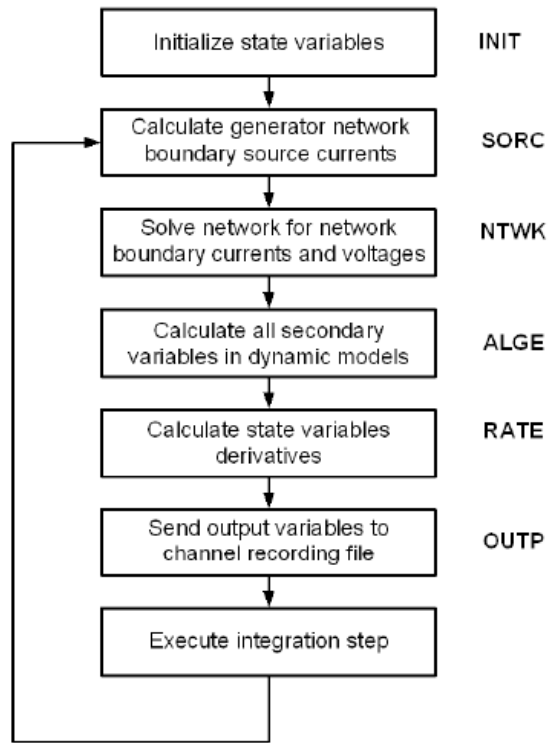 Initialize state variables
INIT
Calculate generator network
boundary source currents
SORC
Solve network for network
boundary currents and voltages
NTWK
Calculate all secondary
variables in dynamic models
ALGE
Calculate state variables
derivatives
RATE
Send output variables to
channel recording file
OUTP
Execute integration step